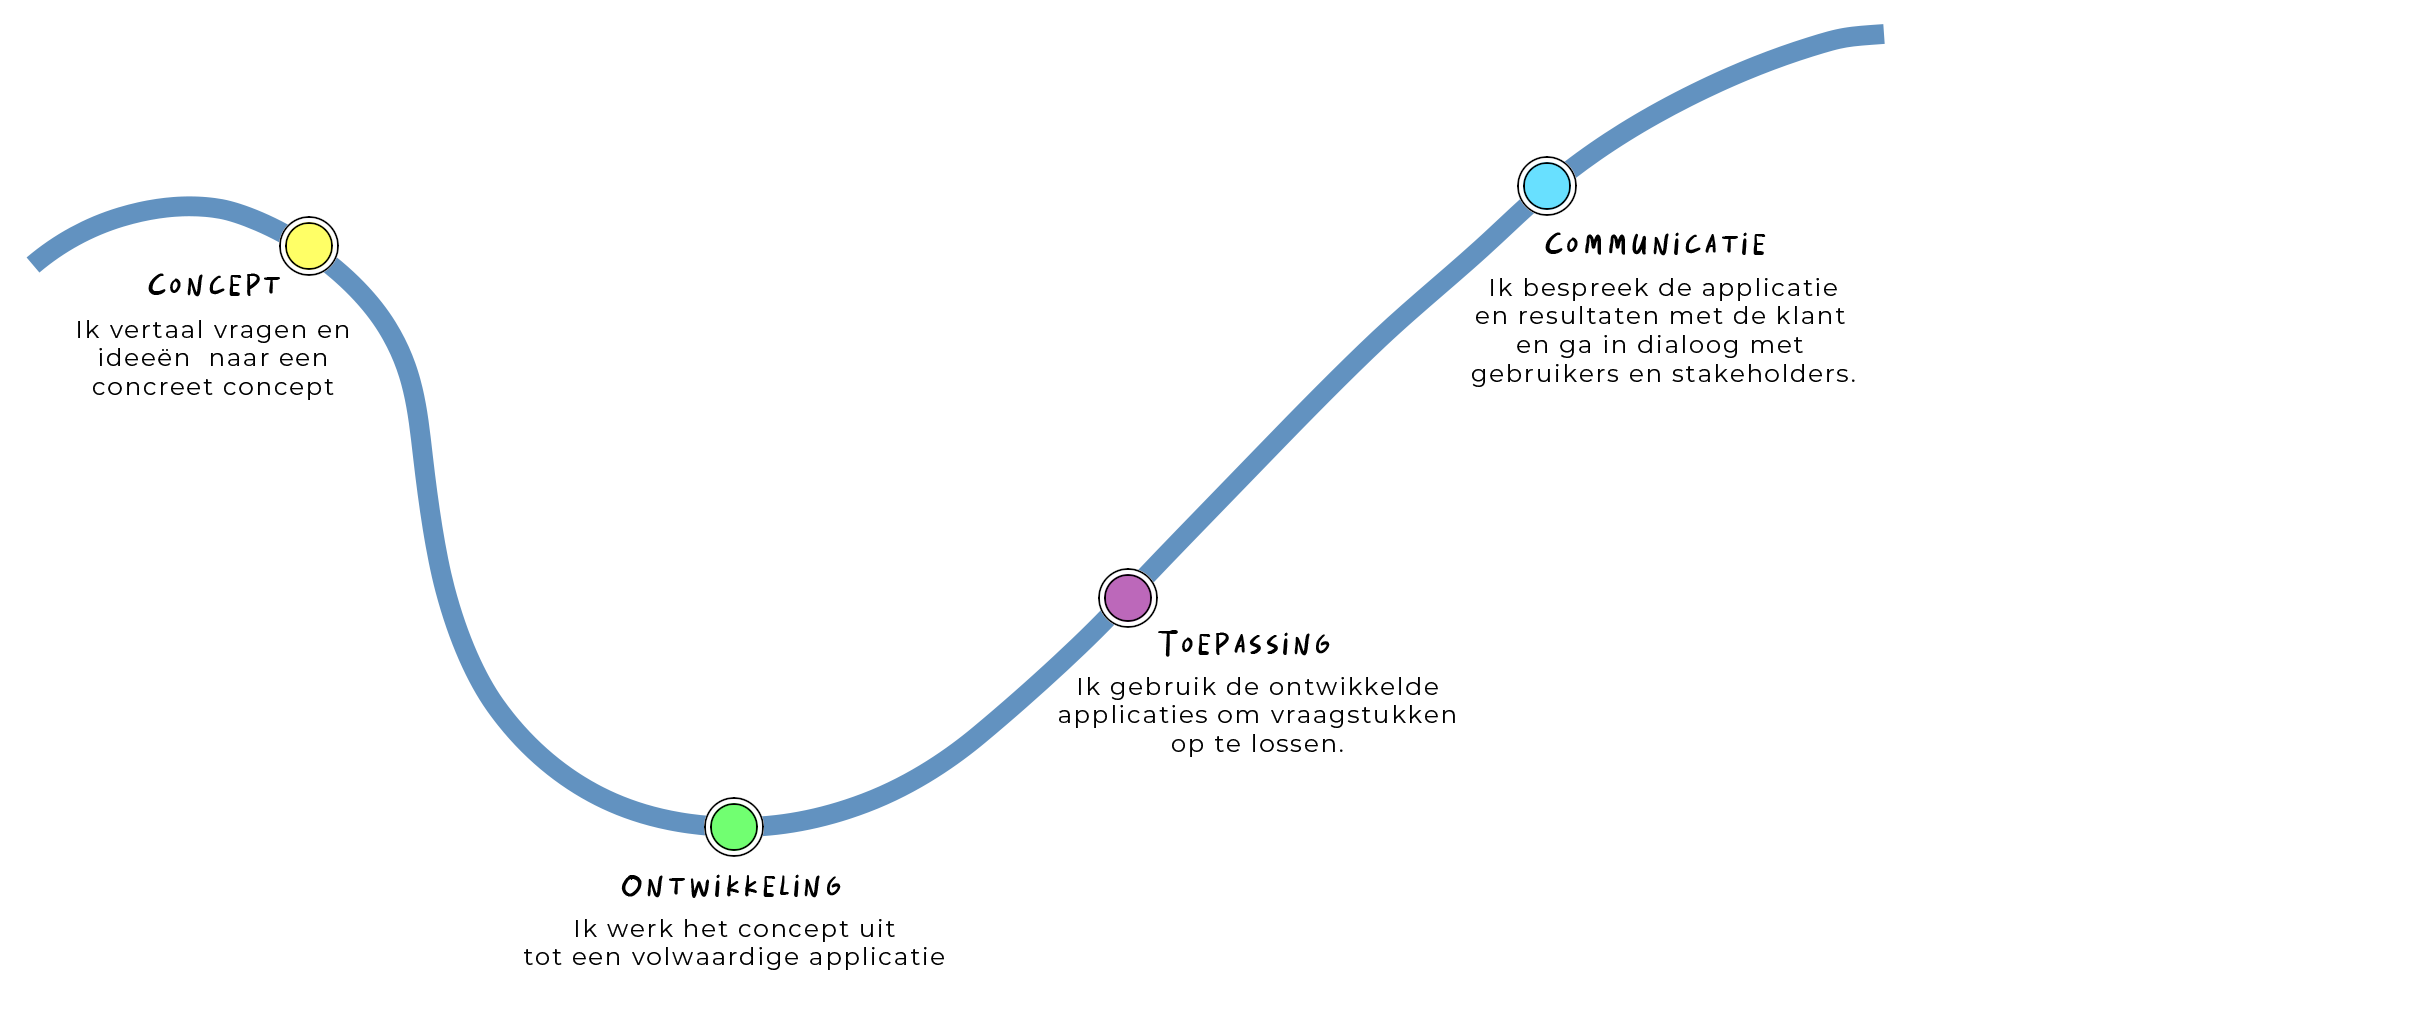 Concept
Ik vertaal vragen en
ideeën  naar een
concreet concept
Ontwikkeling
Ik werk het concept uit
tot een volwaardige applicatie
Toepassing
Ik gebruik de ontwikkelde
applicaties om vraagstukken
op te lossen.
Communicatie
Ik bespreek de applicatie
en resultaten met de klant
en ga in dialoog met
gebruikers en stakeholders.